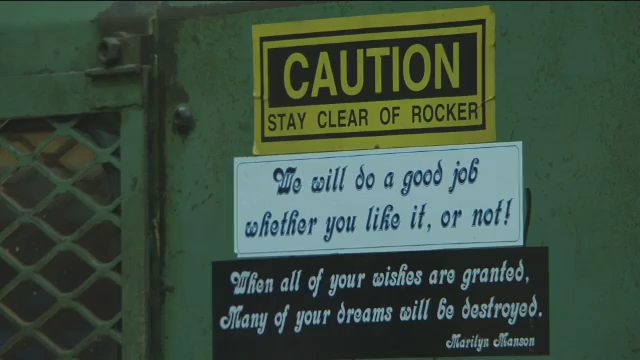 CAUTION
STAY CLEAR OF ROCKER
We will do a good job
whether you like it, or not!
When all of your wishes are granted,
Many of your dreams will be destroyed.
Marilyn Manson